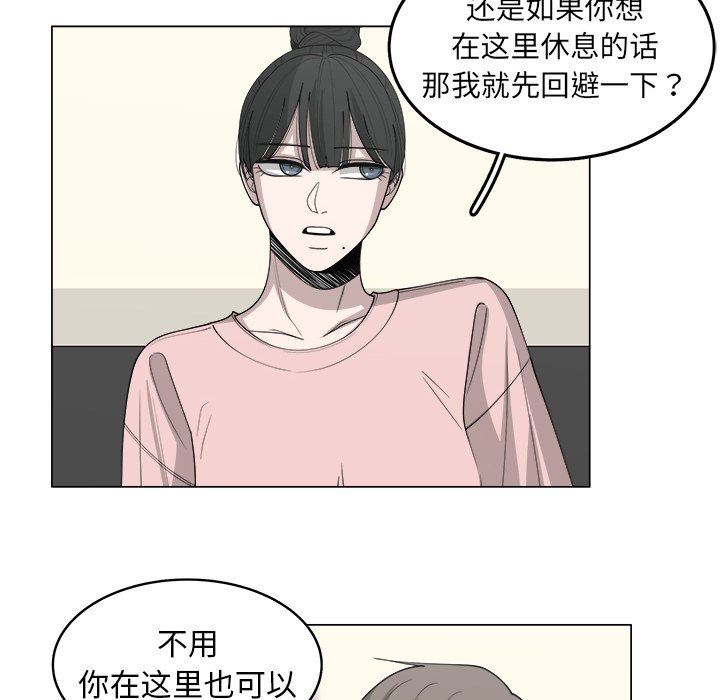 还是如果你想
在这里休息的话
那我就先回避一下？
不用
你在这里也可以